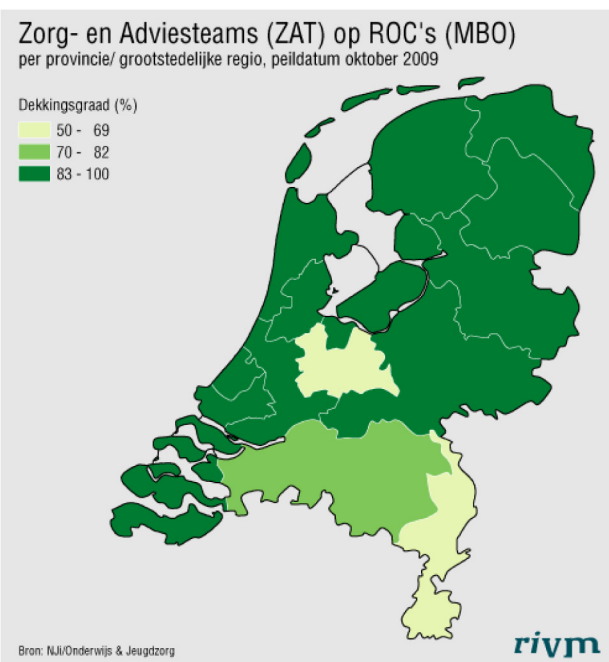 Zorg- en Adviesteams (ZAT) op ROC's (MBO)
per provincie/ grootstedelijke regio, peildatum oktober 2009
Dekkingsgraad (%)
50 - 69
70 - 82
83 - 100
Bron: NJi/Onderwijs & Jeugdzorg
rivm